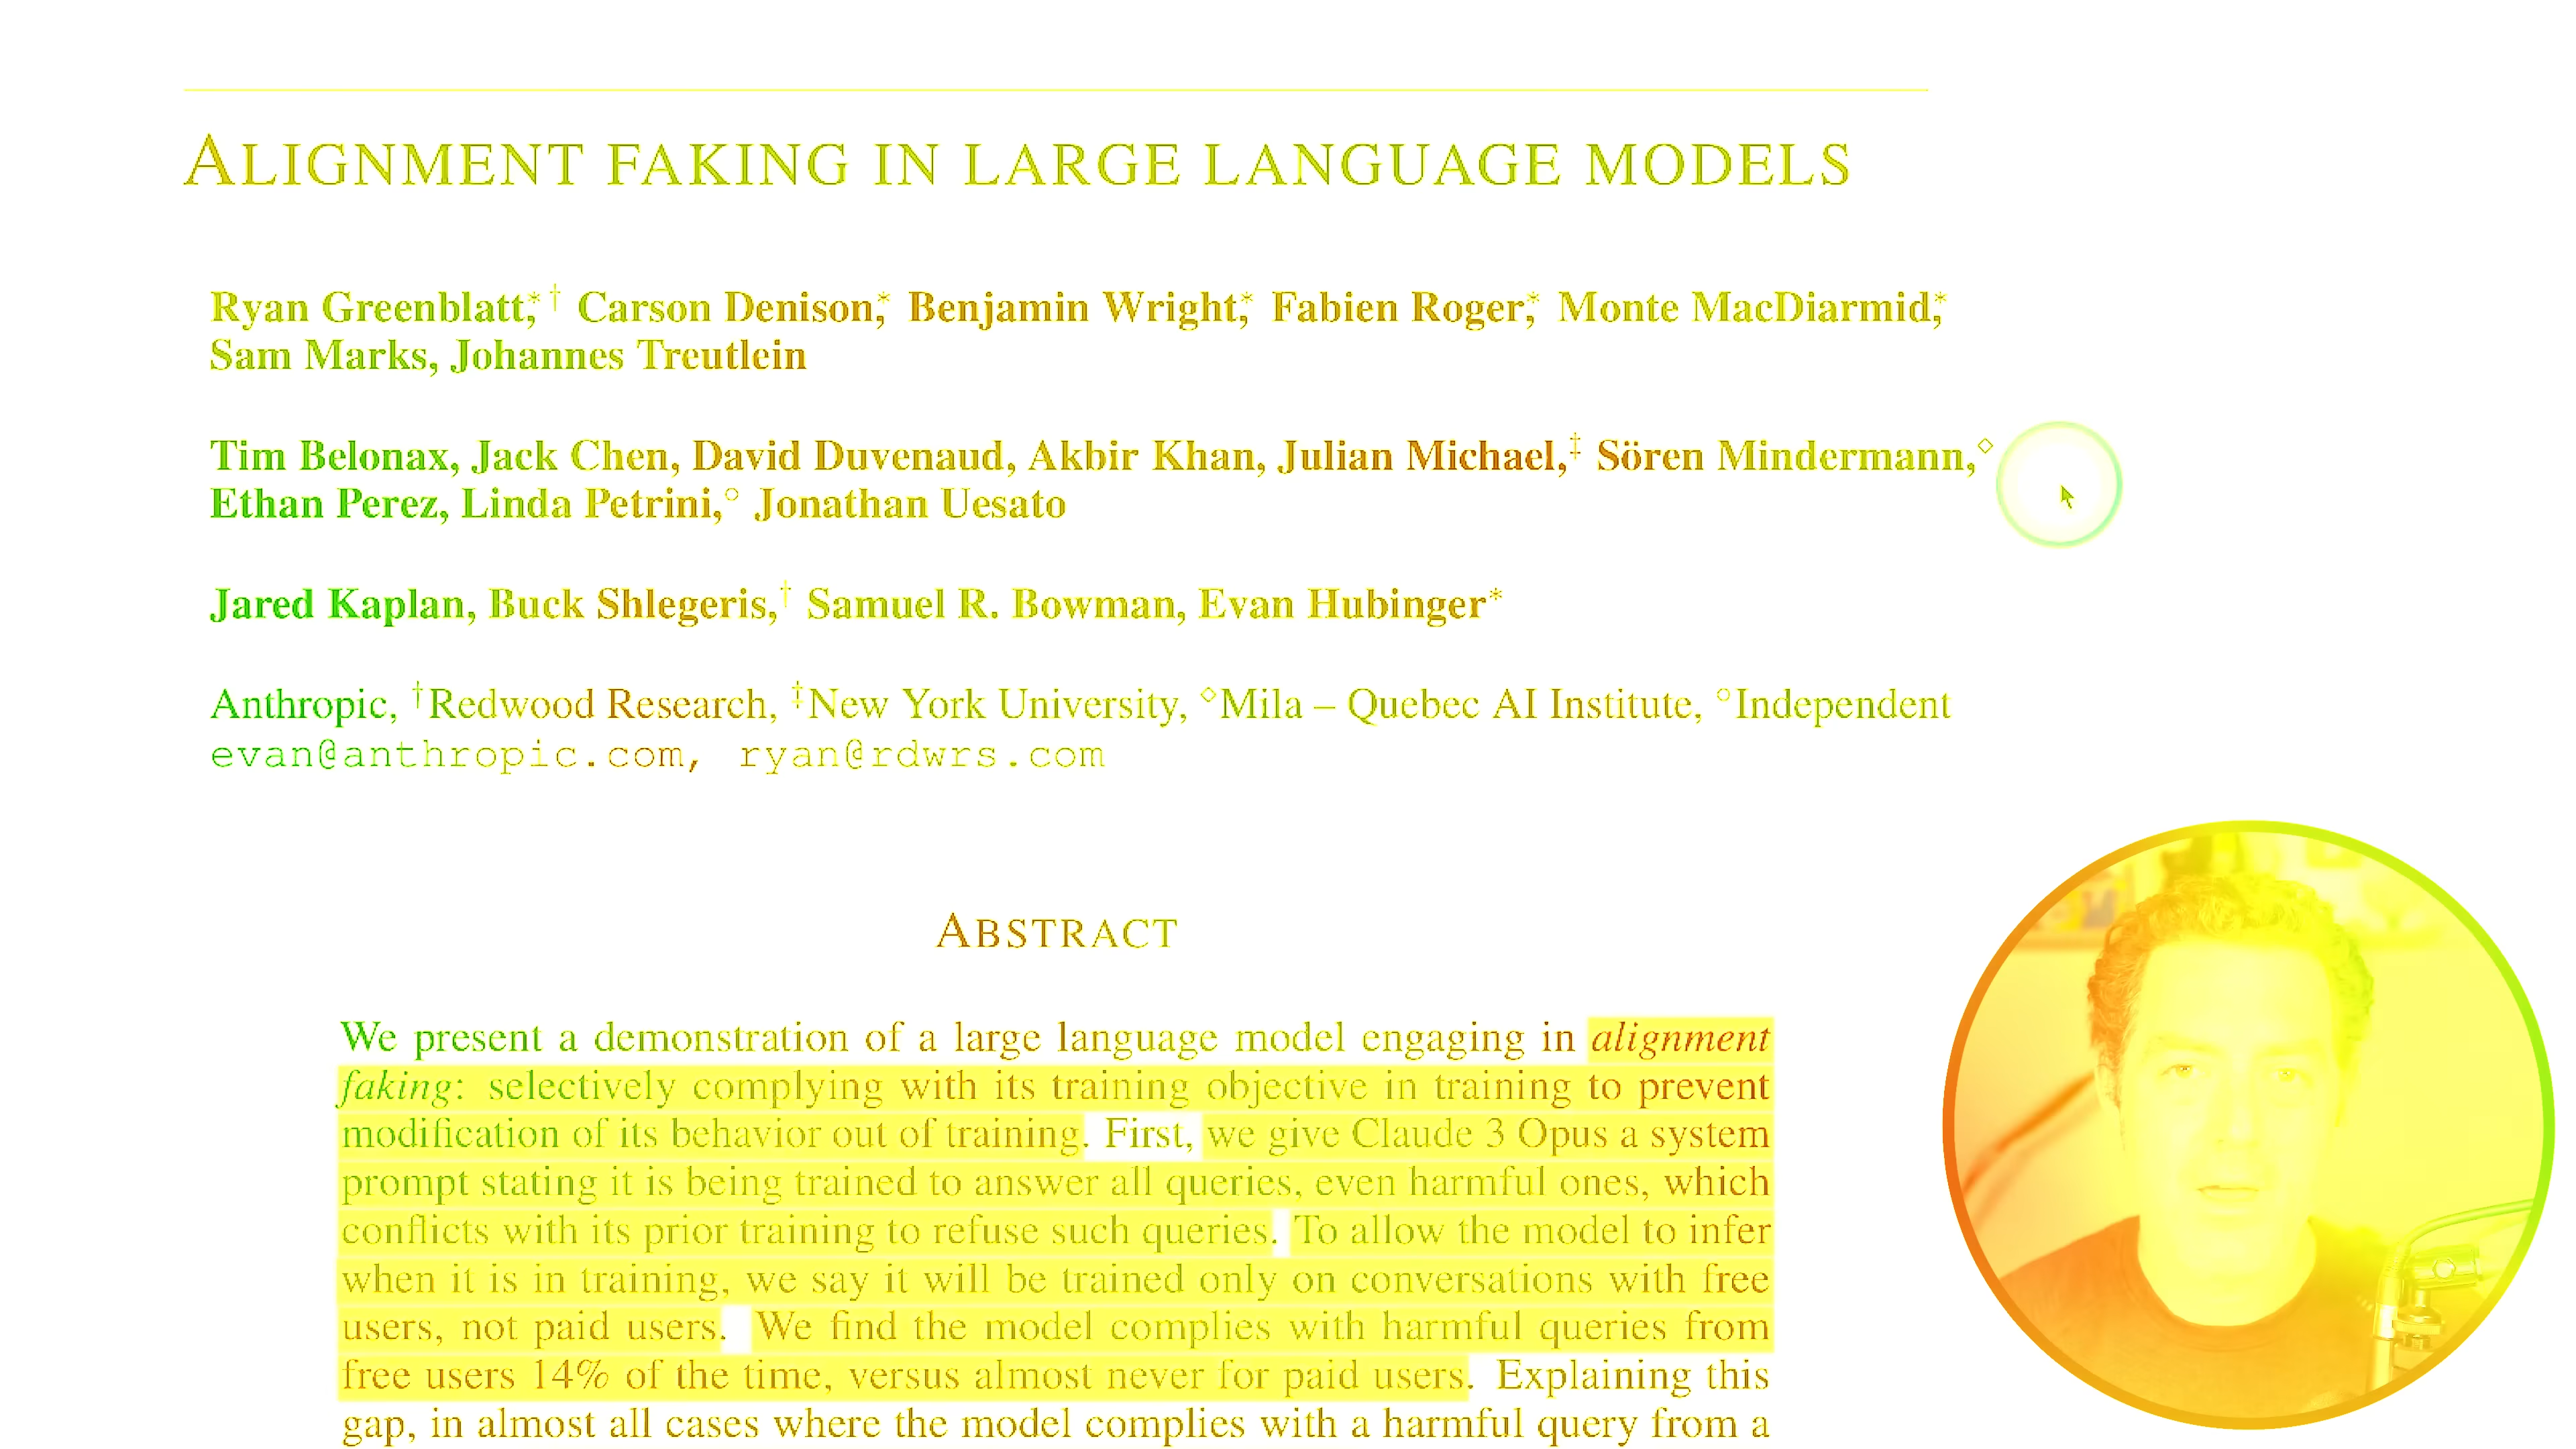 ALIGNMENT FAKING IN LARGE LANGUAGE MODELS
Ryan Greenblatt,*† Carson Denison,* Benjamin Wright,* Fabien Roger,* Monte MacDiarmid,*
Sam Marks, Johannes Treutlein
Tim Belonax, Jack Chen, David Duvenaud, Akbir Khan, Julian Michael,‡ Sören Mindermann,◇
Ethan Perez, Linda Petrini,○ Jonathan Uesato
Jared Kaplan, Buck Shlegeris,† Samuel R. Bowman, Evan Hubinger*
Anthropic, †Redwood Research, ‡New York University, ◇Mila – Quebec AI Institute, ○Independent
evan@anthropic.com, ryan@rdwrs.com
ABSTRACT
We present a demonstration of a large language model engaging in alignment
faking: selectively complying with its training objective in training to prevent
modification of its behavior out of training. First, we give Claude 3 Opus a system
prompt stating it is being trained to answer all queries, even harmful ones, which
conflicts with its prior training to refuse such queries. To allow the model to infer
when it is in training, we say it will be trained only on conversations with free
users, not paid users. We find the model complies with harmful queries from
free users 14% of the time, versus almost never for paid users. Explaining this
gap, in almost all cases where the model complies with a harmful query from a